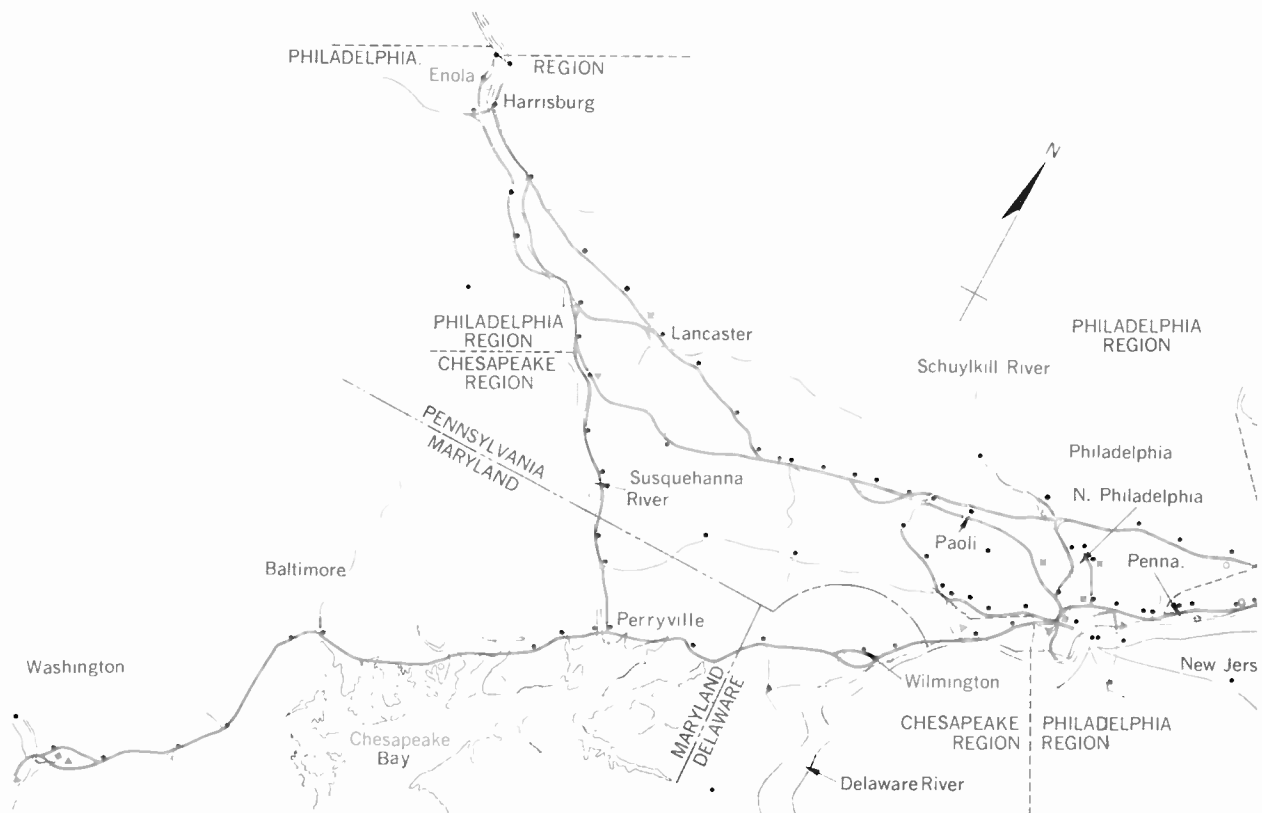 PHILADELPHIA
REGION
Enola
Harrisburg
N
PHILADELPHIA
REGION
CHESAPEAKE
REGION
Lancaster
PHILADELPHIA
REGION
Schuylkill River
PENNSYLVANIA
MARYLAND
Susquehanna
River
Philadelphia
N. Philadelphia
Paoli
Penna.
Baltimore
Perryville
Washington
Wilmington
New Jers
MARYLAND
DELAWARE
Chesapeake
Bay
CHESAPEAKE
REGION
PHILADELPHIA
REGION
Delaware River